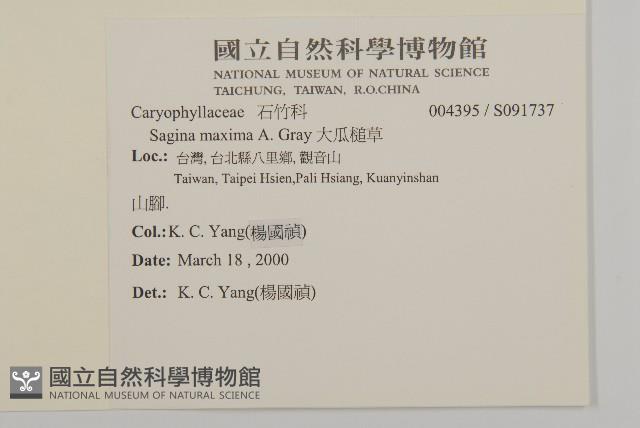 國立自然科學博物館
NATIONAL MUSEUM OF NATURAL SCIENCE
TAICHUNG, TAIWAN, R.O.CHINA
Caryophyllaceae 石竹科 004395 / S091737
Sagina maxima A. Gray 大瓜槌草
Loc.: 台灣, 台北縣八里鄉, 觀音山
Taiwan, Taipei Hsien,Pali Hsiang, Kuanyinshan
山腳.
Col.:K. C. Yang(楊國禎)
Date: March 18 , 2000
Det.: K. C. Yang(楊國禎)
國立自然科學博物館
NATIONAL MUSEUM OF NATURAL SCIENCE